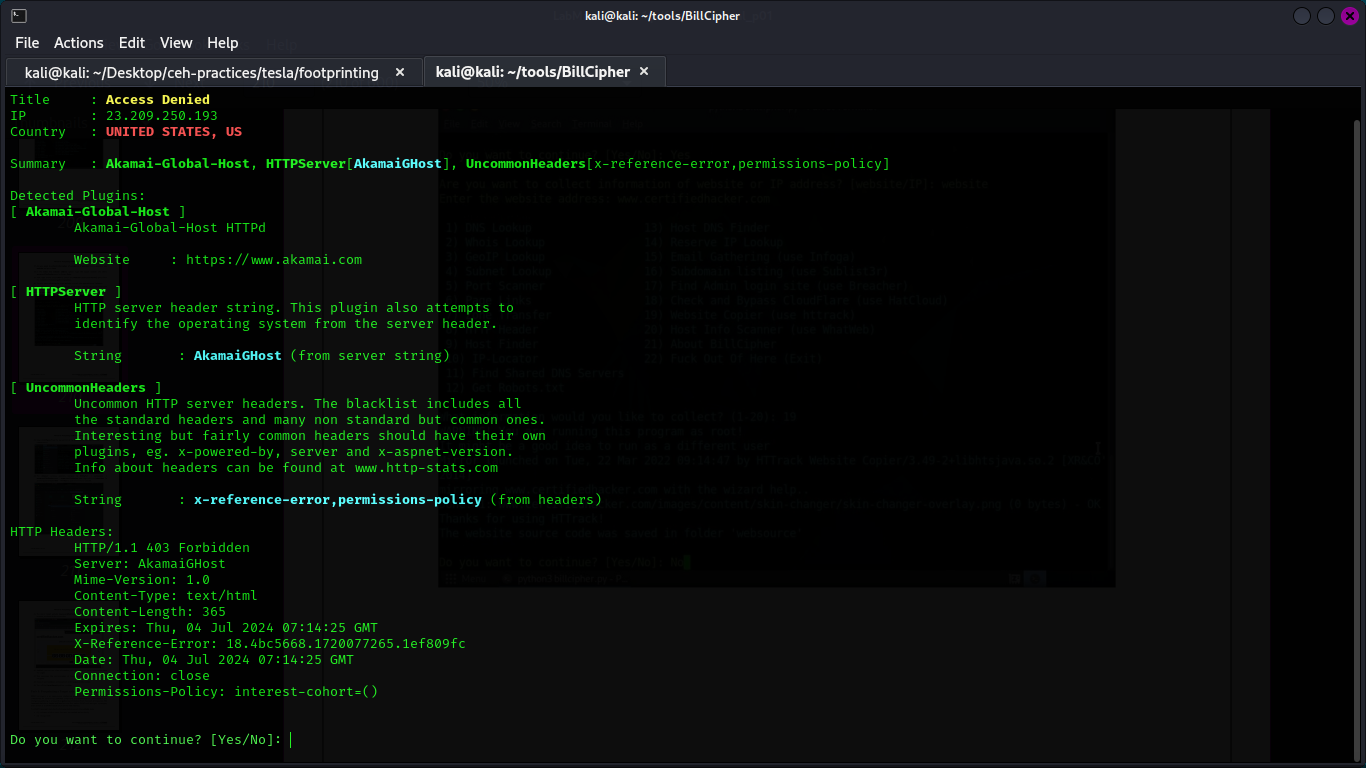 kali@kali: ~/tools/BillCipher
File Actions Edit View Help
kali@kali: ~/Desktop/ceh-practices/tesla/footprinting × kali@kali: ~/tools/BillCipher ×
Title : Access Denied
IP : 23.209.250.193
Country : UNITED STATES, US
Summary : Akamai-Global-Host, HTTPServer[AkamaiGHost], UncommonHeaders[x-reference-error,permissions-policy]
Detected Plugins:
[ Akamai-Global-Host ]
Akamai-Global-Host HTTPd
Website : https://www.akamai.com
[ HTTPServer ]
HTTP server header string. This plugin also attempts to
identify the operating system from the server header.
String : AkamaiGHost (from server string)
[ UncommonHeaders ]
Uncommon HTTP server headers. The blacklist includes all
the standard headers and many non standard but common ones.
Interesting but fairly common headers should have their own
plugins, eg. x-powered-by, server and x-aspnet-version.
Info about headers can be found at www.http-stats.com
String : x-reference-error,permissions-policy (from headers)
HTTP Headers:
HTTP/1.1 403 Forbidden
Server: AkamaiGHost
Mime-Version: 1.0
Content-Type: text/html
Content-Length: 365
Expires: Thu, 04 Jul 2024 07:14:25 GMT
X-Reference-Error: 18.4bc5668.1720077265.1ef809fc
Date: Thu, 04 Jul 2024 07:14:25 GMT
Connection: close
Permissions-Policy: interest-cohort=()
Do you want to continue? [Yes/No]: